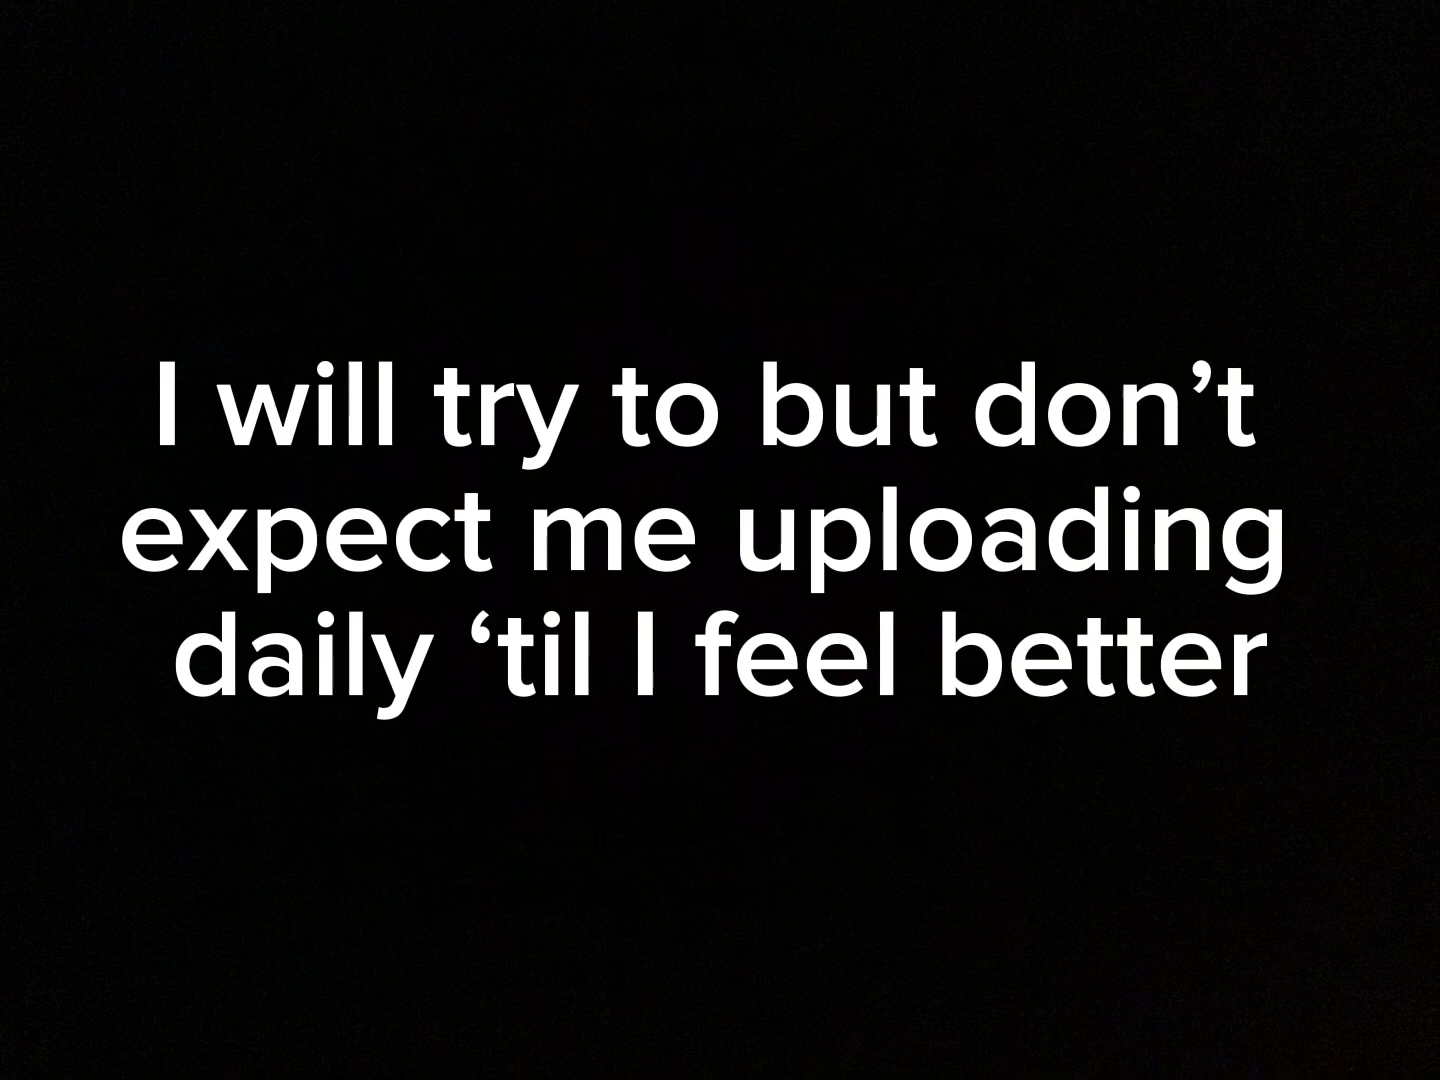 I will try to but don’t
expect me uploading
daily ‘til I feel better